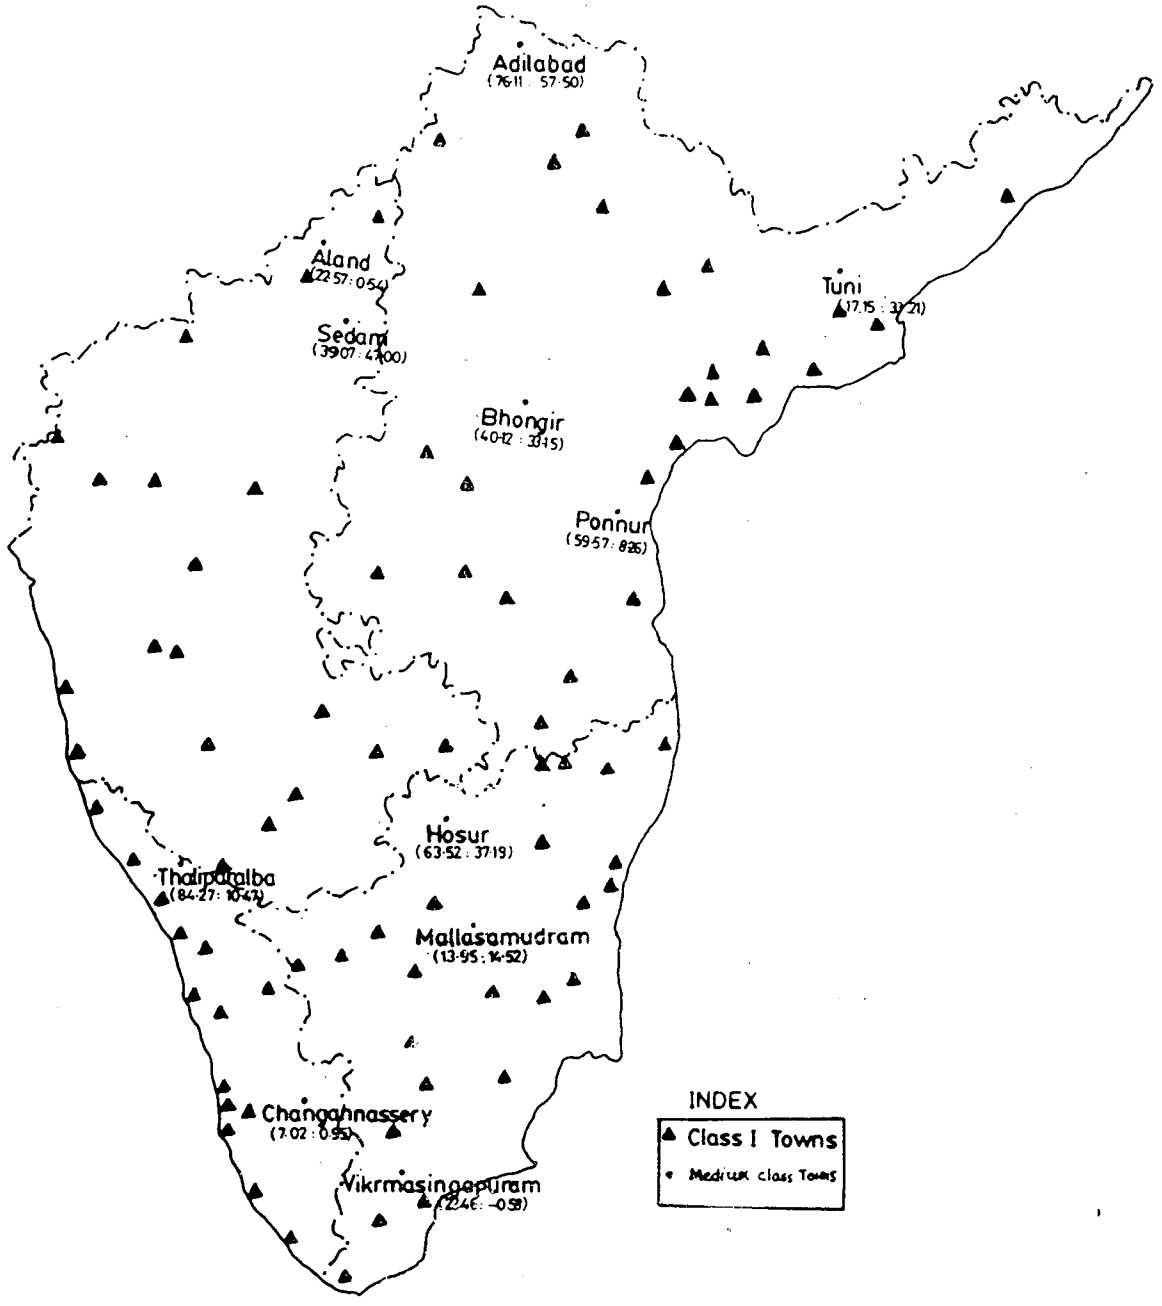 Adilabad
(76·11 : 57·50)
Aland
(22·57 : 0·54)
Tuni
(17.15 : 33·21)
Sedam
(39·07 : 47·00)
Bhongir
(40·12 : 33·15)
Ponnur
(59·57 : 8·26)
Hosur
(63·52 : 37·19)
Thaliparalba
(84·27 : 10·47)
Mallasamudram
(13·95 : 14·52)
INDEX
Class I Towns
Medium class Towns
Changahnassery
(7·02 : 0·95)
Vikrmasingapuram
: -0·58)